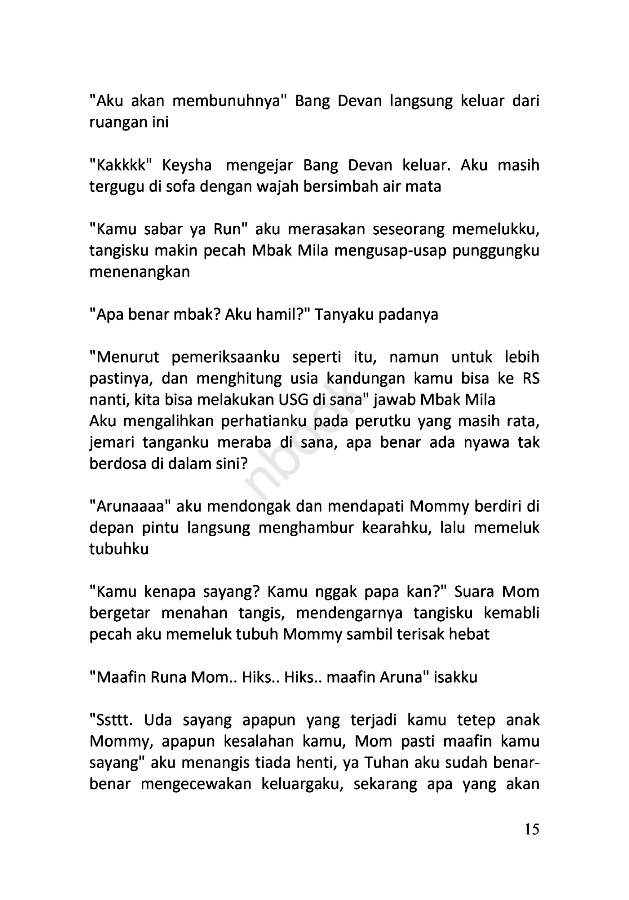 "Aku akan membunuhnya" Bang Devan langsung keluar dari
ruangan ini
"Kakkkk" Keysha mengejar Bang Devan keluar. Aku masih
tergugu di sofa dengan wajah bersimbah air mata
"Kamu sabar ya Run" aku merasakan seseorang memelukku,
tangisku makin pecah Mbak Mila mengusap-usap punggungku
menenangkan
"Apa benar mbak? Aku hamil?" Tanyaku padanya
"Menurut pemeriksaanku seperti itu, namun untuk lebih
pastinya, dan menghitung usia kandungan kamu bisa ke RS
nanti, kita bisa melakukan USG di sana" jawab Mbak Mila
Aku mengalihkan perhatianku pada perutku yang masih rata,
jemari tanganku meraba di sana, apa benar ada nyawa tak
berdosa di dalam sini?
"Arunaaaa" aku mendongak dan mendapati Mommy berdiri di
depan pintu langsung menghambur kearahku, lalu memeluk
tubuhku
"Kamu kenapa sayang? Kamu nggak papa kan?" Suara Mom
bergetar menahan tangis, mendengarnya tangisku kemabli
pecah aku memeluk tubuh Mommy sambil terisak hebat
"Maafin Runa Mom.. Hiks.. Hiks.. maafin Aruna" isakku
"Ssttt. Uda sayang apapun yang terjadi kamu tetep anak
Mommy, apapun kesalahan kamu, Mom pasti maafin kamu
sayang" aku menangis tiada henti, ya Tuhan aku sudah benar-
benar mengecewakan keluargaku, sekarang apa yang akan
15